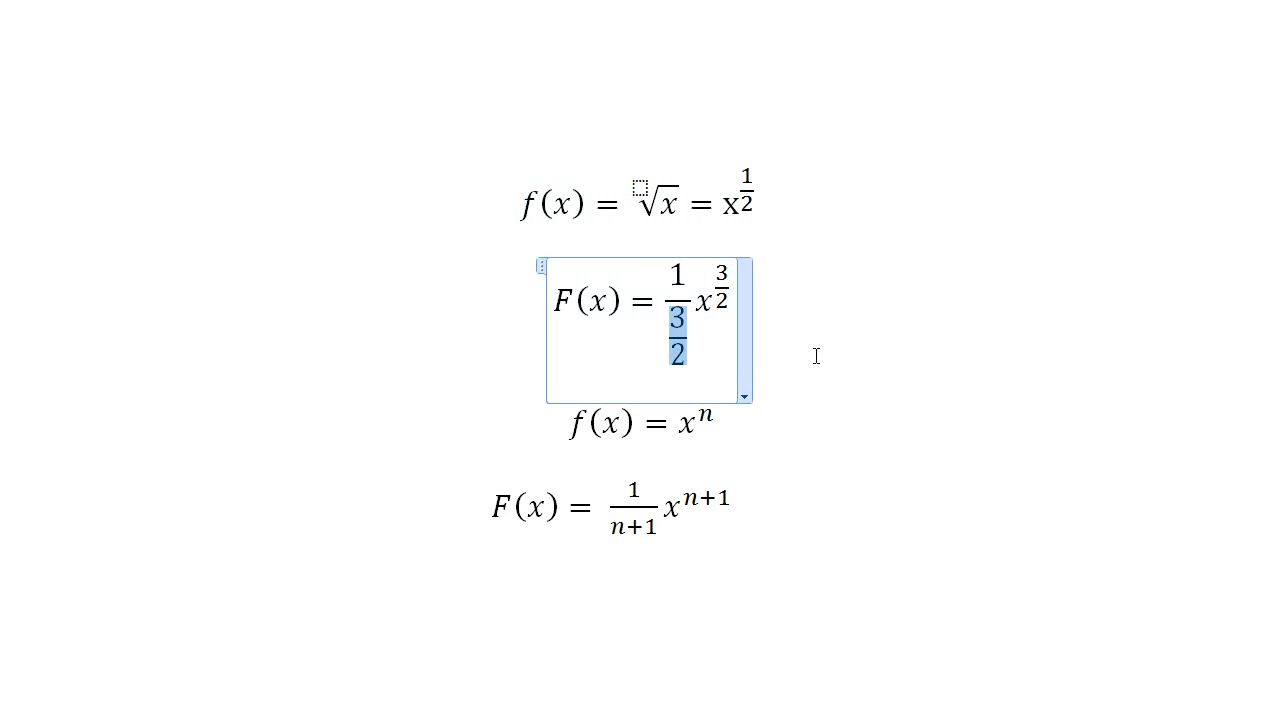 f(x) = √x = x^(1/2)
F(x) = 1/(3/2) x^(3/2)
f(x) = x^n
F(x) = 1/(n+1) x^(n+1)